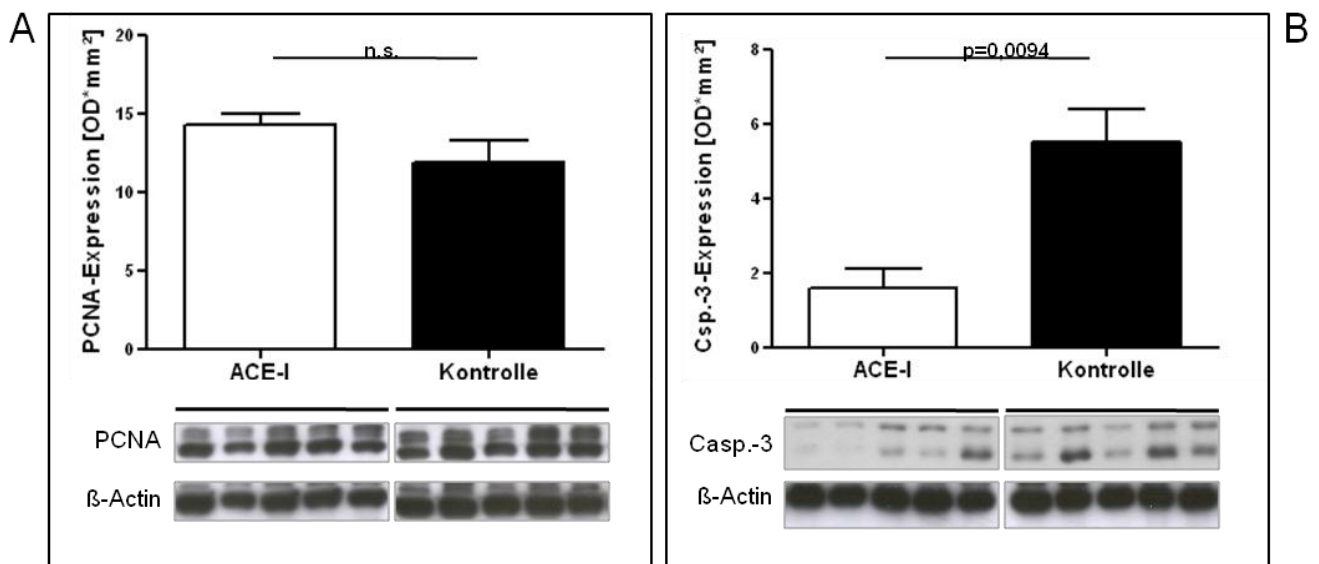 A
PCNA-Expression [OD*mm²]
20
15
10
5
0
n.s.
ACE-I
Kontrolle
PCNA
ß-Actin
B
Csp.-3-Expression [OD*mm²]
8
6
4
2
0
p=0,0094
ACE-I
Kontrolle
Casp.-3
ß-Actin